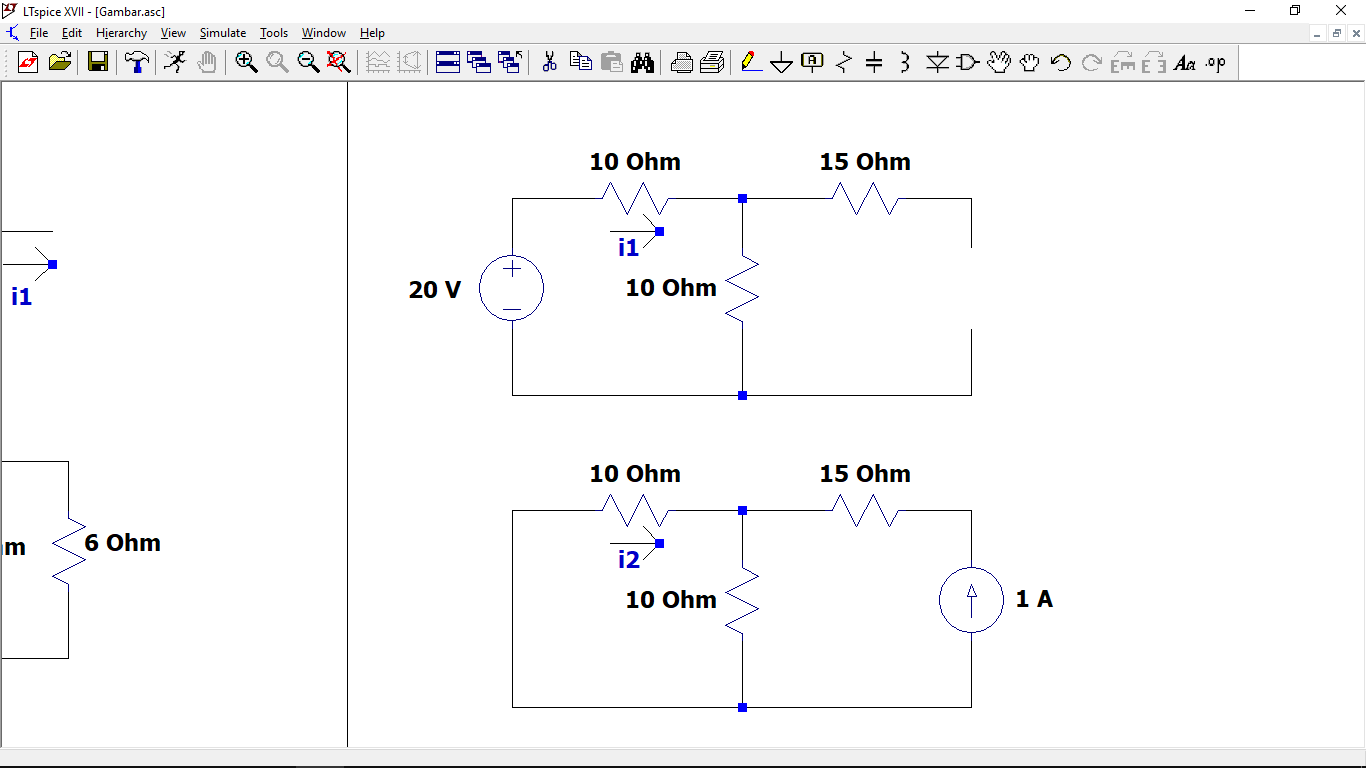 LTspice XVII - [Gambar.asc]
File Edit Hierarchy View Simulate Tools Window Help
A Aa .op
10 Ohm 15 Ohm
i1
20 V 10 Ohm
i1
10 Ohm 15 Ohm
i2
m 6 Ohm 10 Ohm 1 A